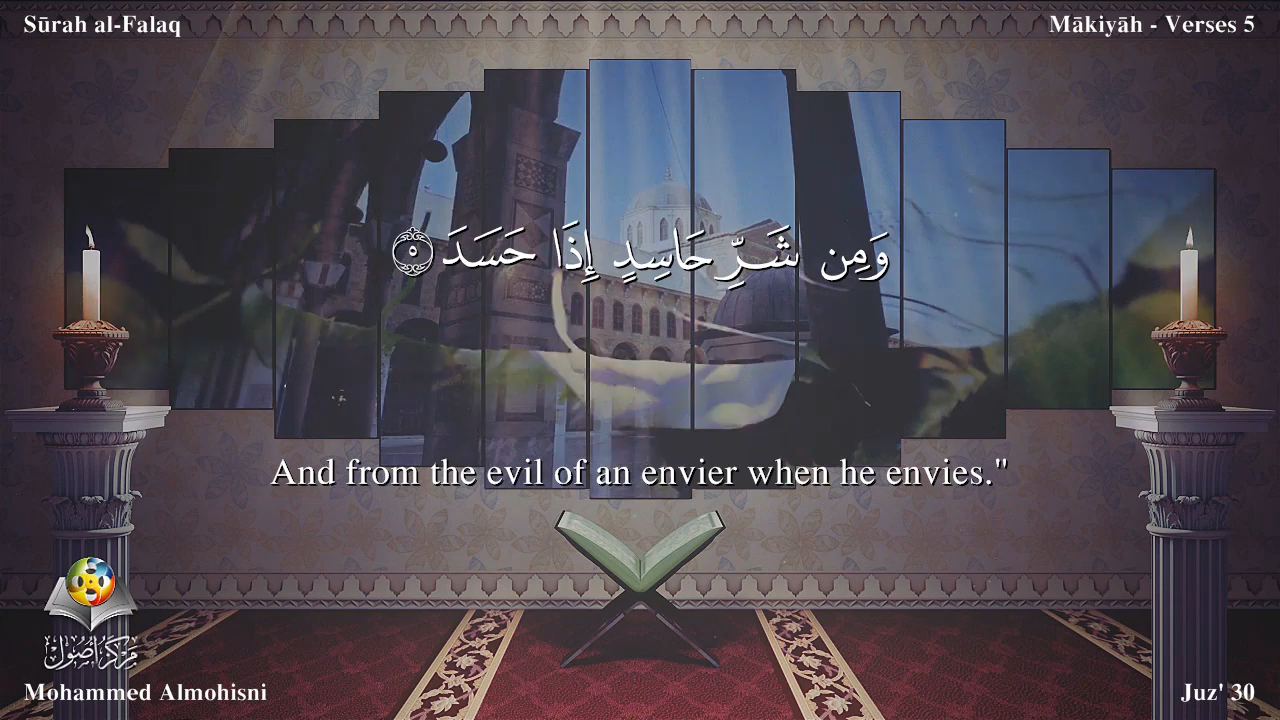 Sūrah al-Falaq
Mākiyāh - Verses 5
وَمِن شَرِّ حَاسِدٍ إِذَا حَسَدَ ٥
And from the evil of an envier when he envies."
مركز أصول
Mohammed Almohisni
Juz' 30